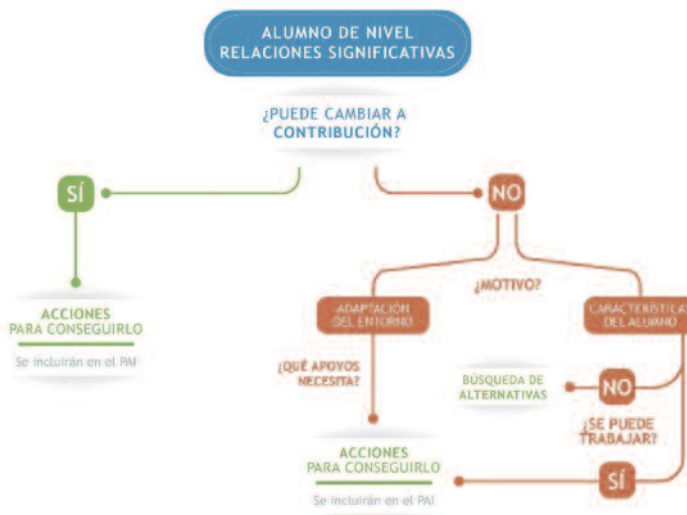 ALUMNO DE NIVEL
RELACIONES SIGNIFICATIVAS
¿PUEDE CAMBIAR A
CONTRIBUCIÓN?
SÍ
NO
¿MOTIVO?
ACCIONES
PARA CONSEGUIRLO
Se incluirán en el PAI
ADAPTACIÓN
DEL ENTORNO
CARACTERÍSTICAS
DEL ALUMNO
¿QUÉ APOYOS
NECESITA?
BÚSQUEDA DE
ALTERNATIVAS
NO
¿SE PUEDE
TRABAJAR?
ACCIONES
PARA CONSEGUIRLO
Se incluirán en el PAI
SÍ